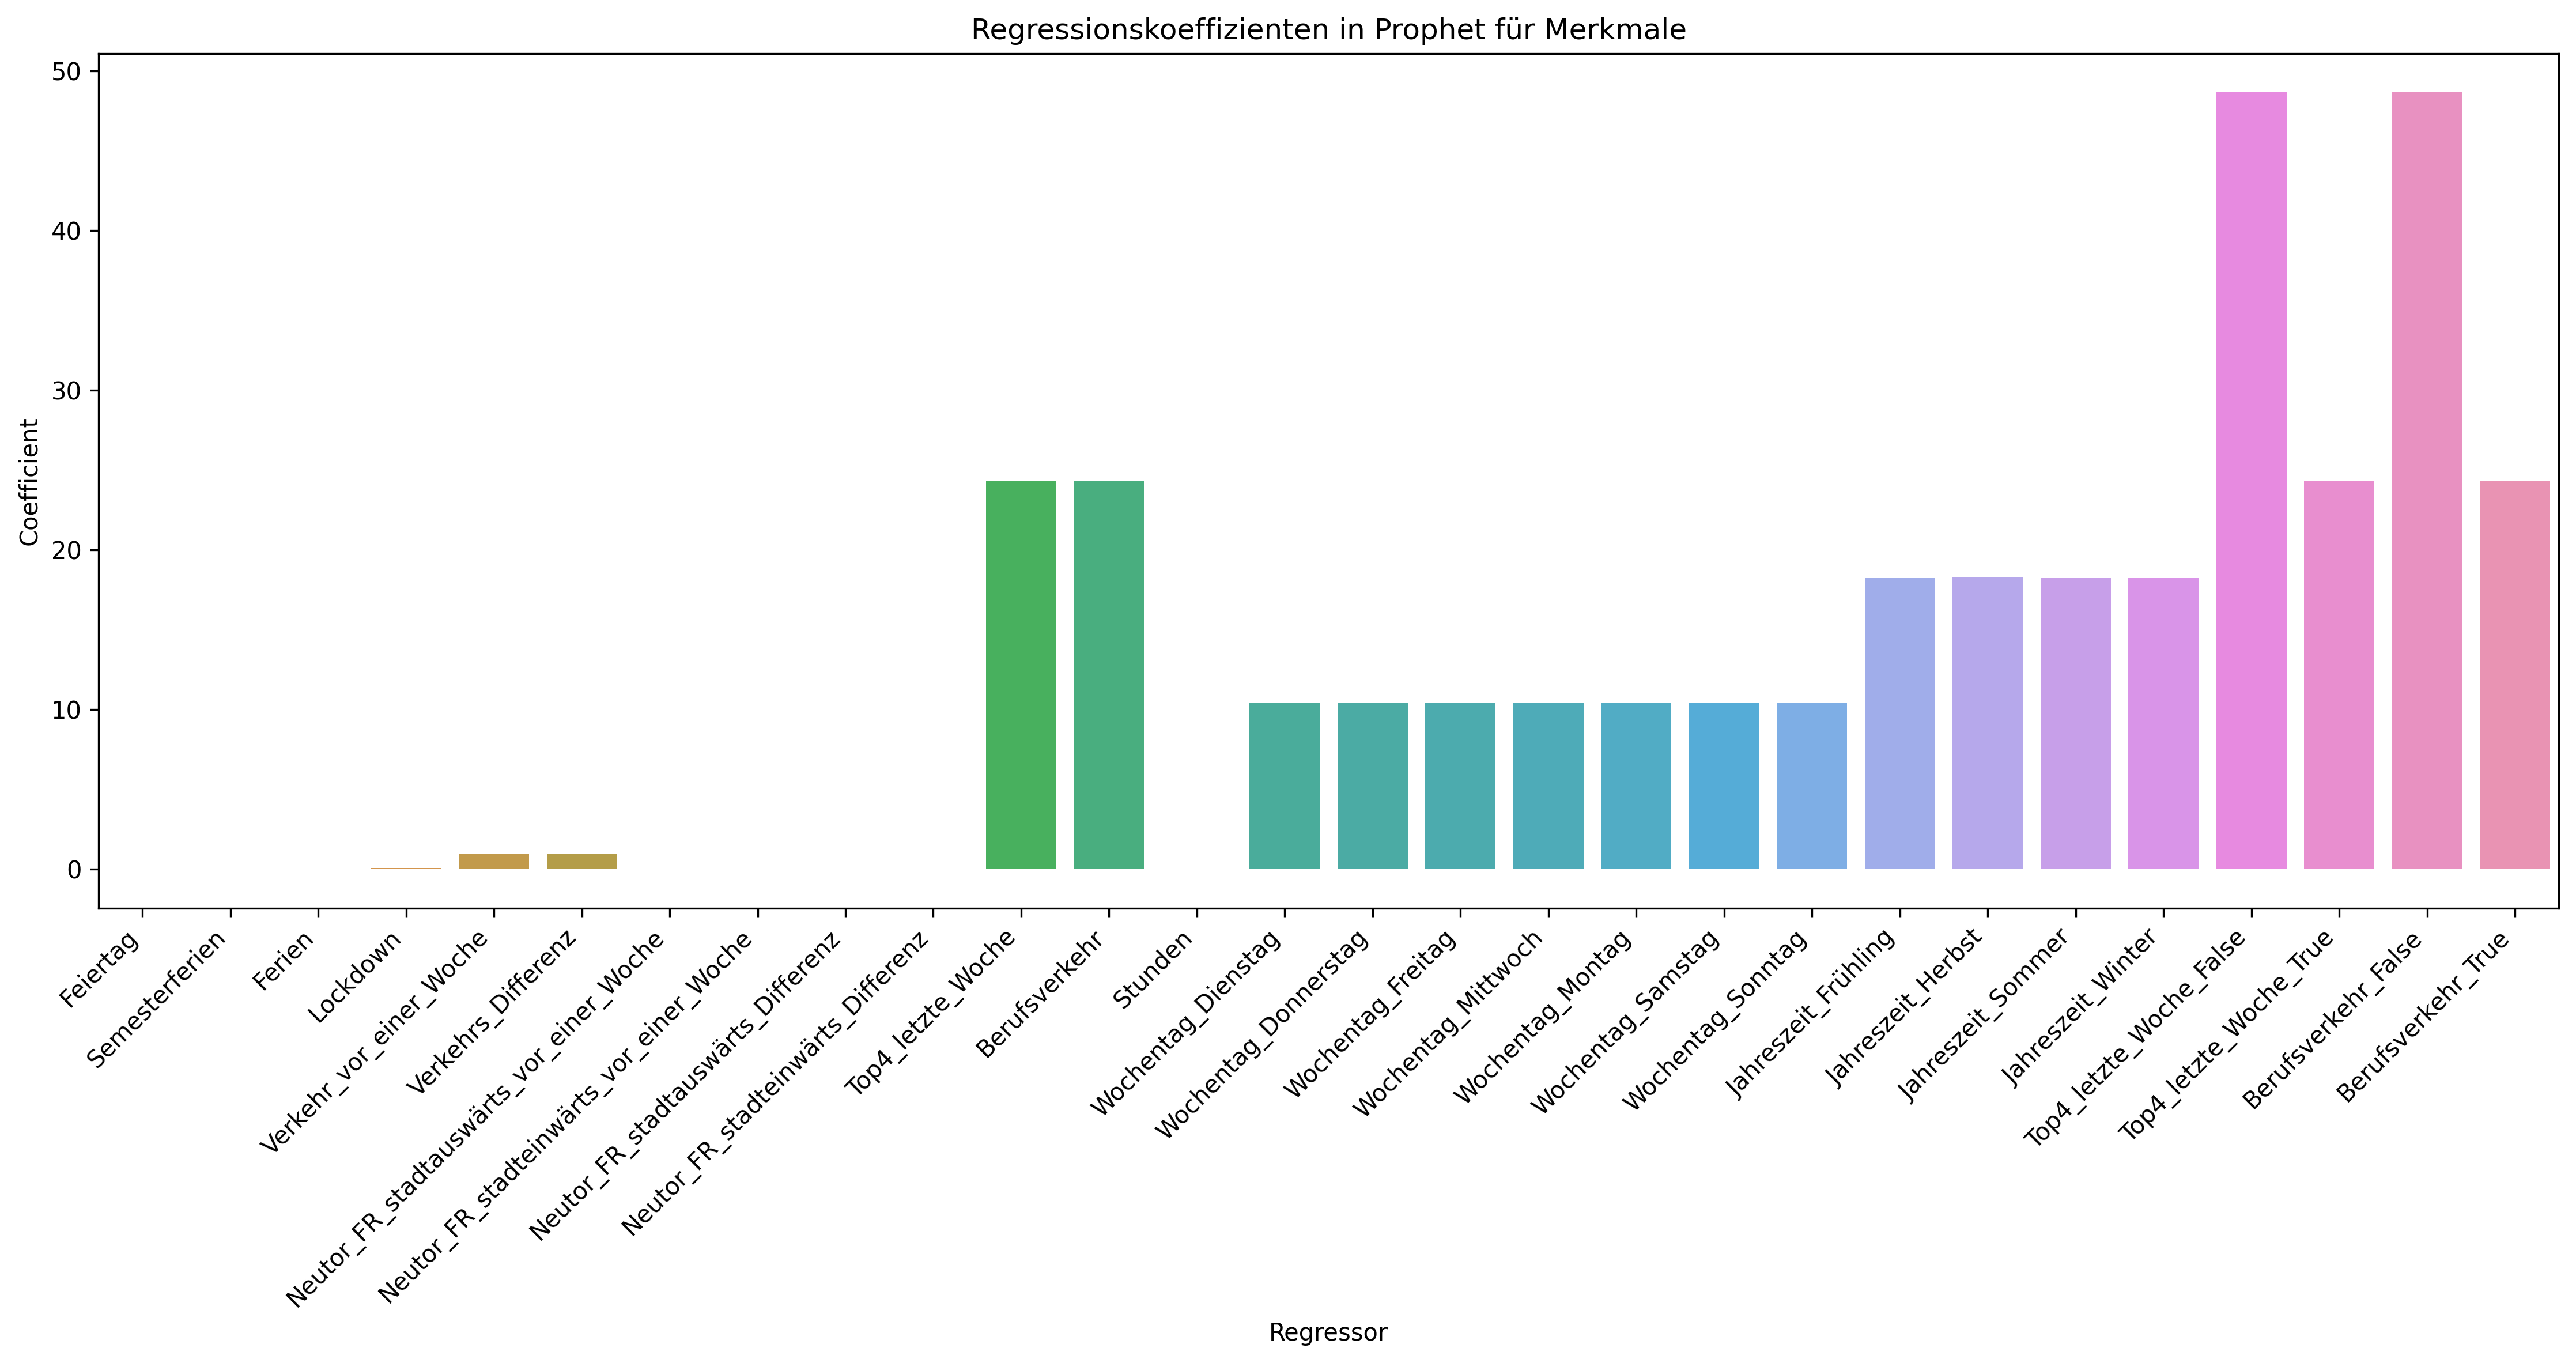 Regressionskoeffizienten in Prophet für Merkmale
Coefficient
50
40
30
20
10
0
Feiertag
Semesterferien
Ferien
Lockdown
Verkehr_vor_einer_Woche
Verkehrs_Differenz
Neutor_FR_stadtauswärts_vor_einer_Woche
Neutor_FR_stadteinwärts_vor_einer_Woche
Neutor_FR_stadtauswärts_Differenz
Neutor_FR_stadteinwärts_Differenz
Top4_letzte_Woche
Berufsverkehr
Stunden
Wochentag_Dienstag
Wochentag_Donnerstag
Wochentag_Freitag
Wochentag_Mittwoch
Wochentag_Montag
Wochentag_Samstag
Wochentag_Sonntag
Jahreszeit_Frühling
Jahreszeit_Herbst
Jahreszeit_Sommer
Jahreszeit_Winter
Top4_letzte_Woche_False
Top4_letzte_Woche_True
Berufsverkehr_False
Berufsverkehr_True
Regressor